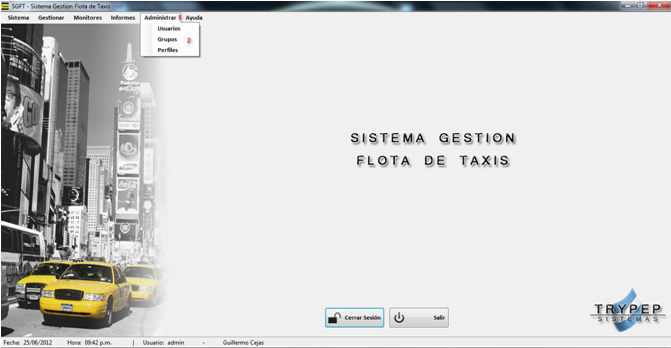 SGFT - Sistema Gestion Flota de Taxis
Sistema Gestionar Monitores Informes Administrar 1 Ayuda
Usuarios
Grupos 2
Perfiles
SISTEMA GESTION
FLOTA DE TAXIS
Cerrar Sesión Salir
TRYPEP
SISTEMAS
Fecha: 25/06/2012 Hora: 09:42 p.m. | Usuario: admin - Guillermo Cejas